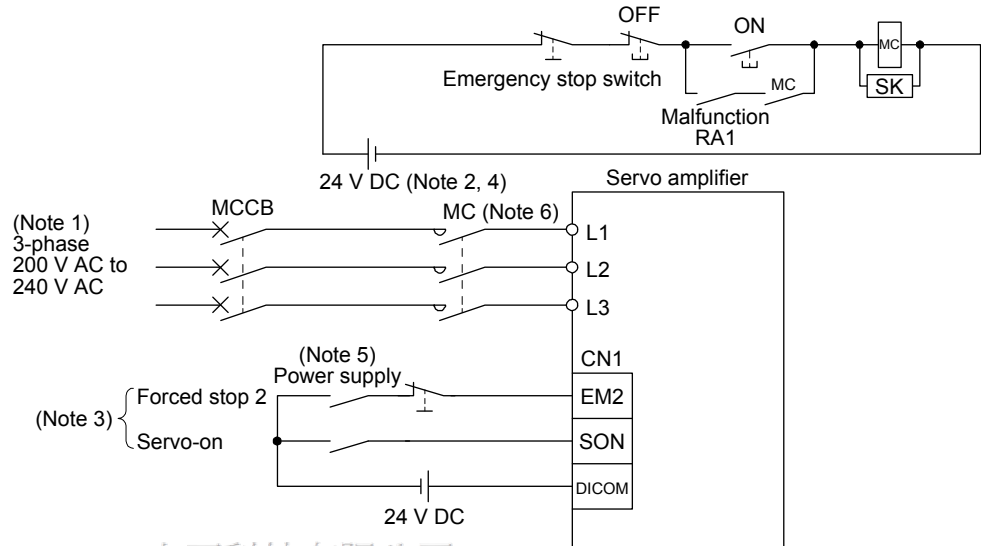 OFF
ON
MC
Emergency stop switch
MC
SK
Malfunction
RA1
24 V DC (Note 2, 4)
Servo amplifier
MCCB
MC (Note 6)
(Note 1)
3-phase
200 V AC to
240 V AC
L1
L2
L3
(Note 5)
Power supply
CN1
(Note 3)
Forced stop 2
EM2
Servo-on
SON
DICOM
24 V DC